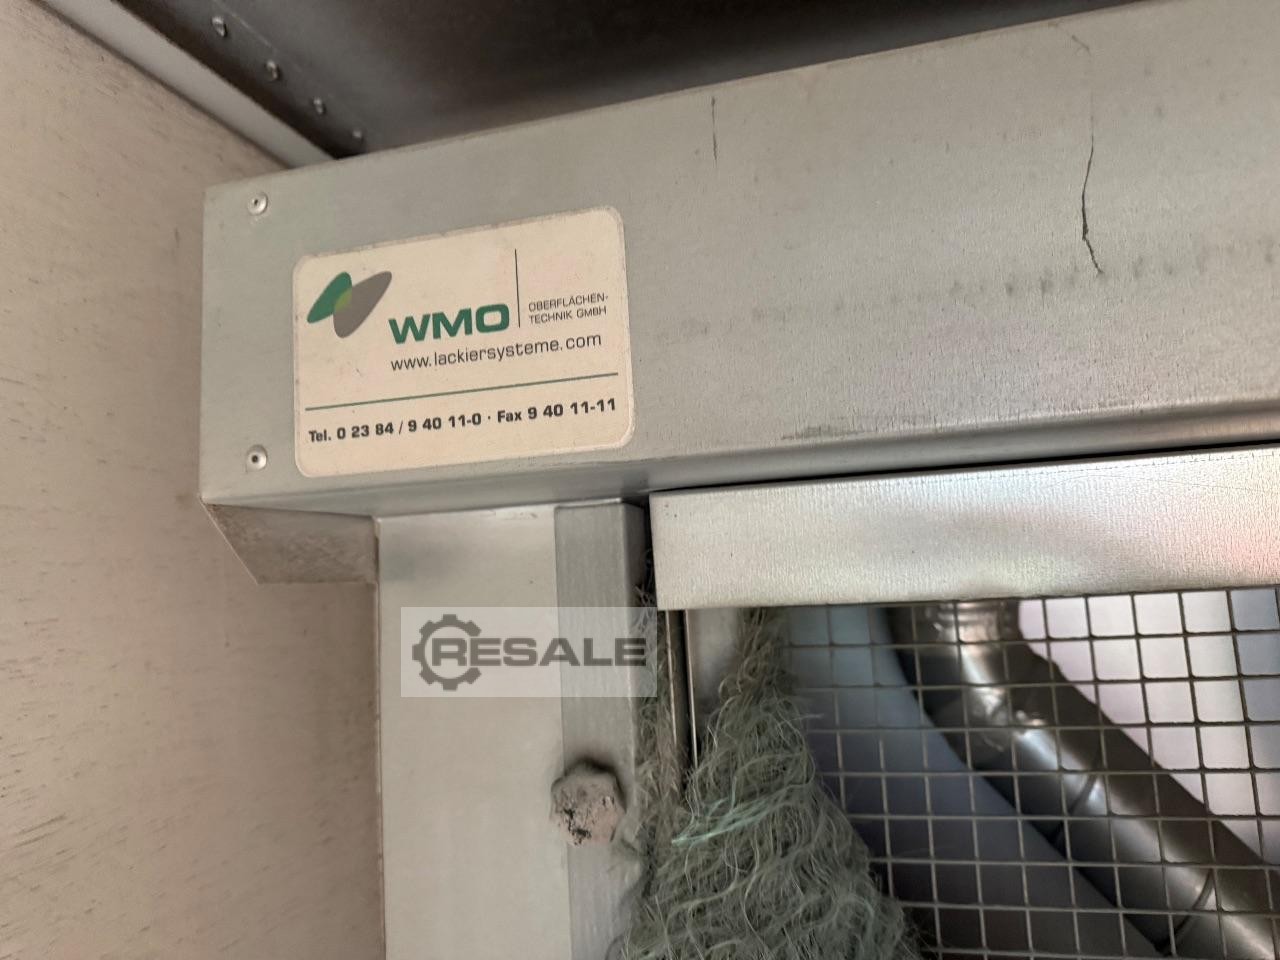 WMO
OBERFLÄCHEN-
TECHNIK GMBH
www.lackiersysteme.com
Tel. 0 23 84 / 9 40 11-0 · Fax 9 40 11-11
RESALE